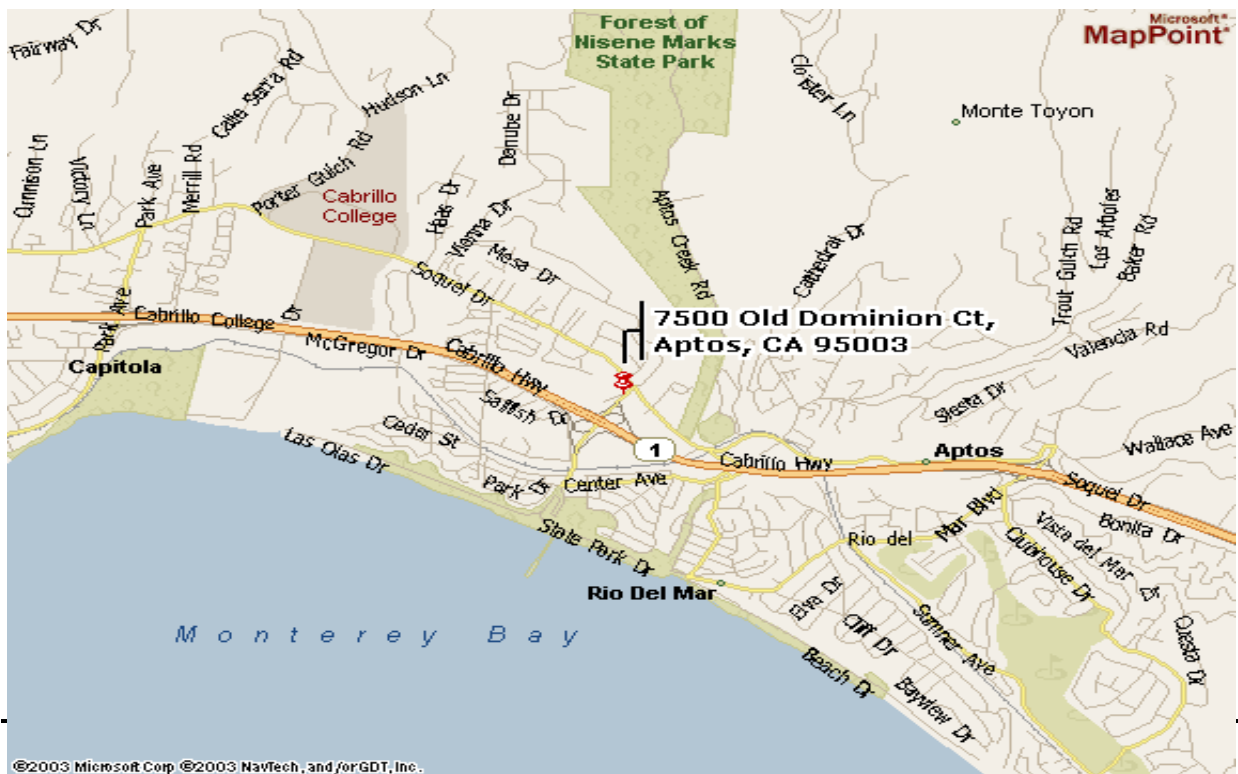 Fairway Dr
Forest of
Nisene Marks
State Park
Microsoft®
MapPoint®
Cloister Ln
Monte Toyon
Calle Serra Rd
Hudson Ln
Danube Dr
Gunnison Ln
Victory Ln
Park Ave
Merrill Rd
Porter Gulch Rd
Cabrillo
College
Haas Dr
Vienna Dr
Mesa Dr
Aptos Creek Rd
Cathedral Dr
Trout Gulch Rd
Los Arboles
Baker Rd
Soquel Dr
Park Ave
Cabrillo College Dr
McGregor Dr
Cabrillo Hwy
7500 Old Dominion Ct,
Aptos, CA 95003
Valencia Rd
Capitola
Sailfish Dr
Siesta Dr
Cedar St
Las Olas Dr
1
Cabrillo Hwy
Aptos
Wallace Ave
Park Dr
Center Ave
Soquel Dr
State Park Dr
Rio del Mar Blvd
Bonita Dr
Vista del Mar Dr
Clubhouse Dr
Rio Del Mar
Cliff Dr
Sumner Ave
Cuesta Dr
Monterey Bay
Beach Dr
Bayview Dr
©2003 Microsoft Corp ©2003 NavTech, and/or GDT, Inc.